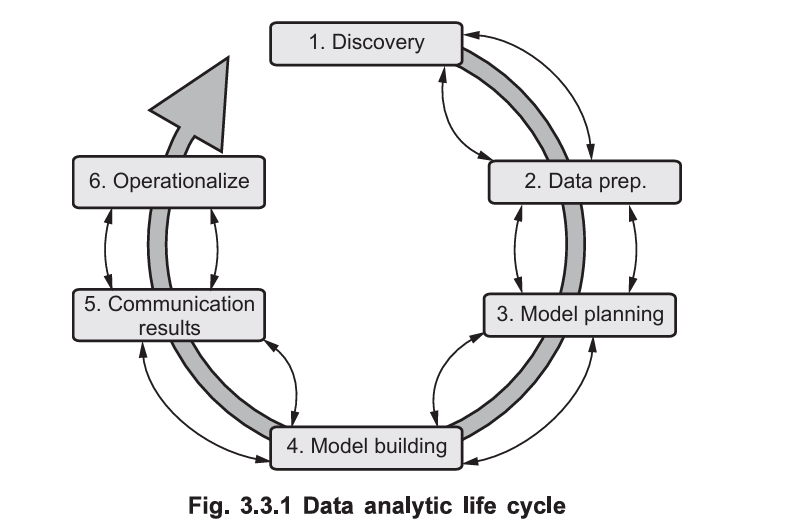 1. Discovery
2. Data prep.
3. Model planning
4. Model building
5. Communication
results
6. Operationalize
Fig. 3.3.1 Data analytic life cycle